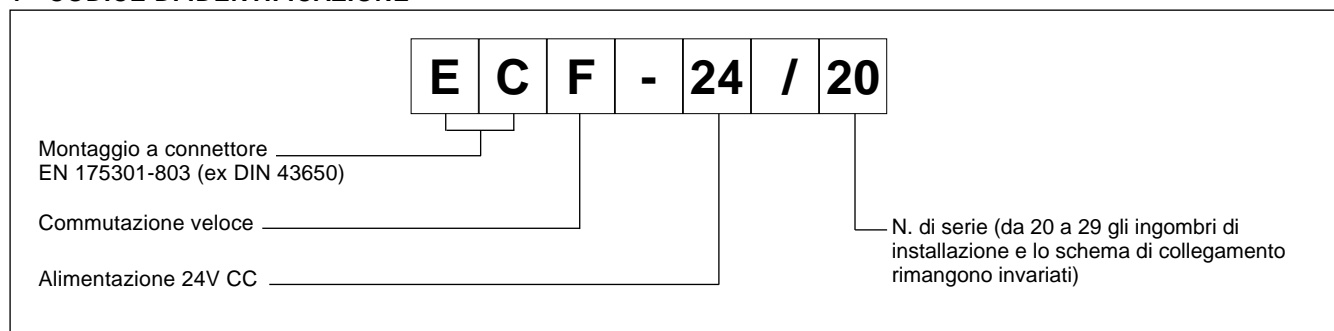 E C F - 24 / 20
Montaggio a connettore
EN 175301-803 (ex DIN 43650)
Commutazione veloce
Alimentazione 24V CC
N. di serie (da 20 a 29 gli ingombri di
installazione e lo schema di collegamento
rimangono invariati)